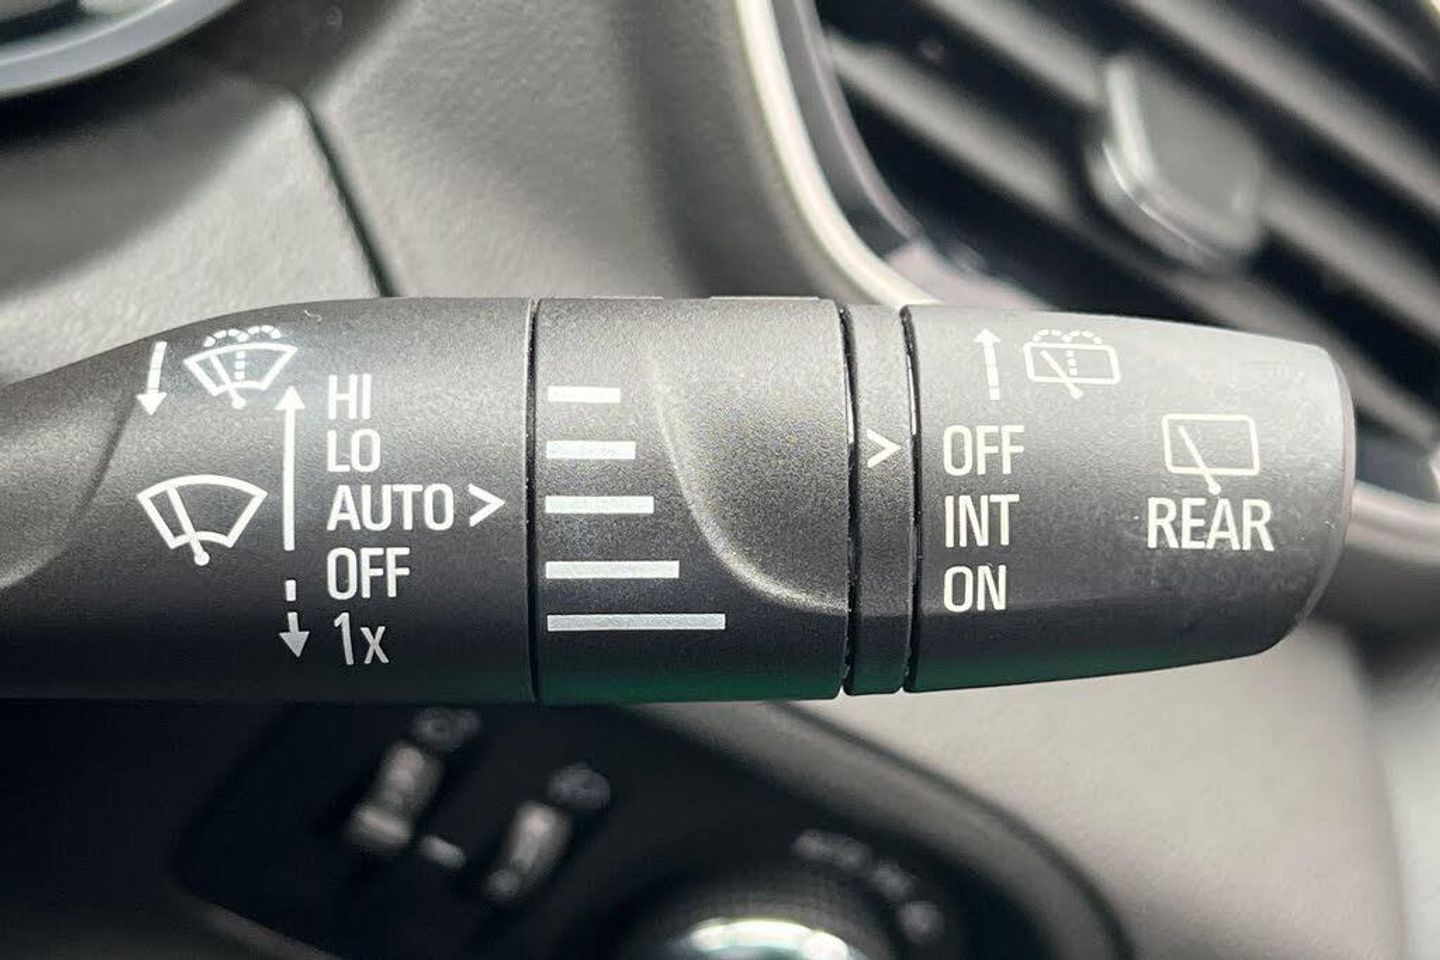 HI
LO
AUTO >
OFF
1x
>
OFF
INT
ON
REAR